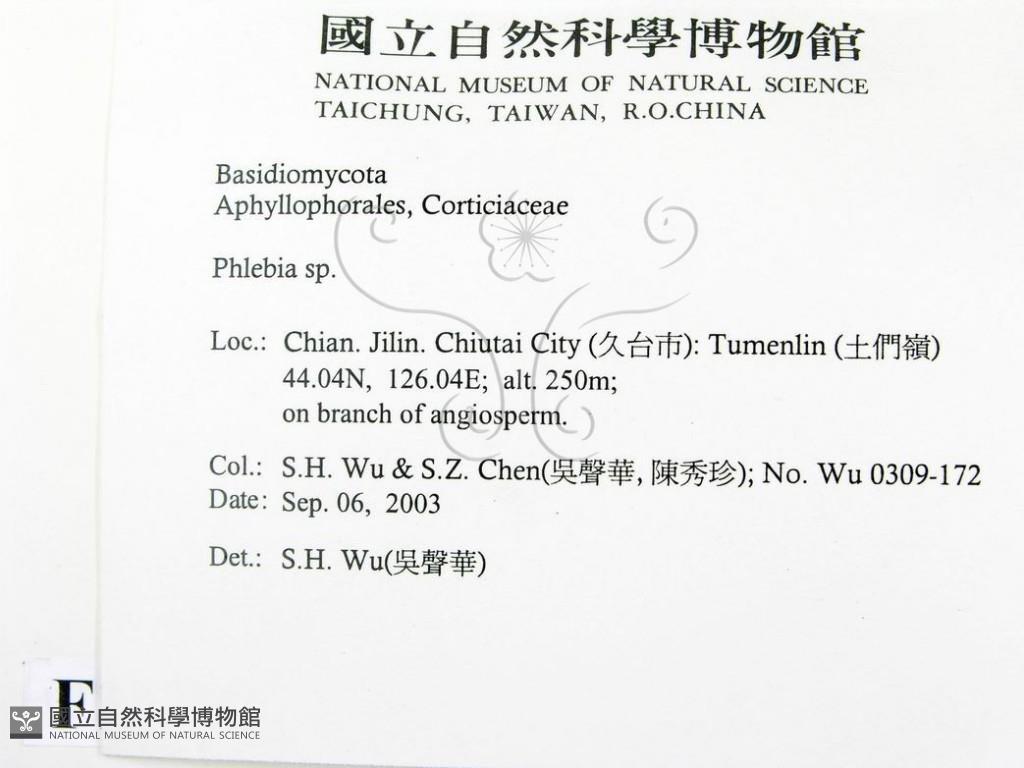 國立自然科學博物館
NATIONAL MUSEUM OF NATURAL SCIENCE
TAICHUNG, TAIWAN, R.O.CHINA
Basidiomycota
Aphyllophorales, Corticiaceae
Phlebia sp.
Loc.: Chian. Jilin. Chiutai City (久台市): Tumenlin (土們嶺)
44.04N, 126.04E; alt. 250m;
on branch of angiosperm.
Col.: S.H. Wu & S.Z. Chen(吳聲華, 陳秀珍); No. Wu 0309-172
Date: Sep. 06, 2003
Det.: S.H. Wu(吳聲華)
F
國立自然科學博物館
NATIONAL MUSEUM OF NATURAL SCIENCE